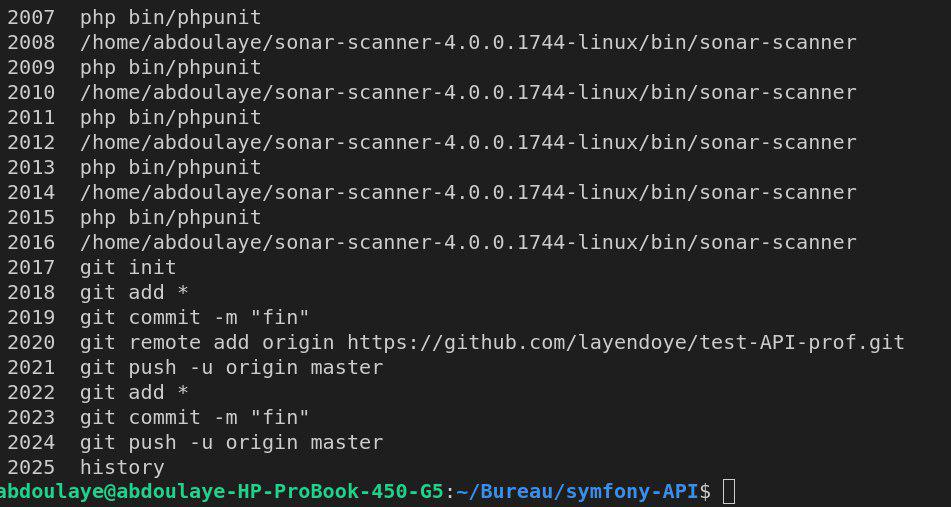 2007  php bin/phpunit
2008  /home/abdoulaye/sonar-scanner-4.0.0.1744-linux/bin/sonar-scanner
2009  php bin/phpunit
2010  /home/abdoulaye/sonar-scanner-4.0.0.1744-linux/bin/sonar-scanner
2011  php bin/phpunit
2012  /home/abdoulaye/sonar-scanner-4.0.0.1744-linux/bin/sonar-scanner
2013  php bin/phpunit
2014  /home/abdoulaye/sonar-scanner-4.0.0.1744-linux/bin/sonar-scanner
2015  php bin/phpunit
2016  /home/abdoulaye/sonar-scanner-4.0.0.1744-linux/bin/sonar-scanner
2017  git init
2018  git add *
2019  git commit -m "fin"
2020  git remote add origin https://github.com/layendoye/test-API-prof.git
2021  git push -u origin master
2022  git add *
2023  git commit -m "fin"
2024  git push -u origin master
2025  history
abdoulaye@abdoulaye-HP-ProBook-450-G5:~/Bureau/symfony-API$